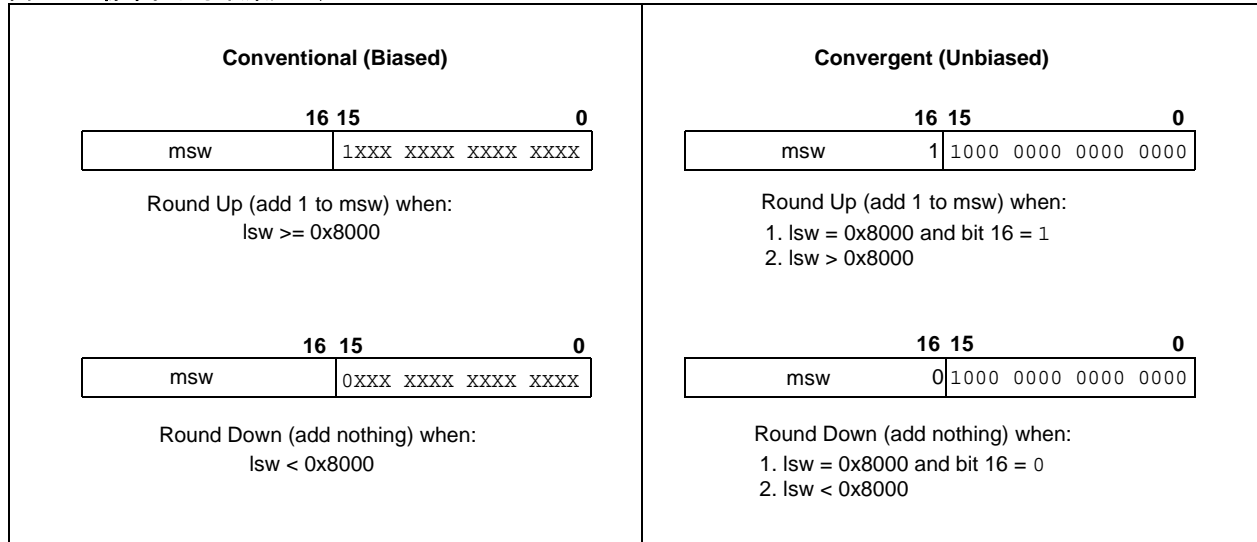 Conventional (Biased)
16 15 0
msw 1XXX XXXX XXXX XXXX
Round Up (add 1 to msw) when:
lsw >= 0x8000
16 15 0
msw 0XXX XXXX XXXX XXXX
Round Down (add nothing) when:
lsw < 0x8000
Convergent (Unbiased)
16 15 0
msw 1 1000 0000 0000 0000
Round Up (add 1 to msw) when:
1. lsw = 0x8000 and bit 16 = 1
2. lsw > 0x8000
16 15 0
msw 0 1000 0000 0000 0000
Round Down (add nothing) when:
1. lsw = 0x8000 and bit 16 = 0
2. lsw < 0x8000